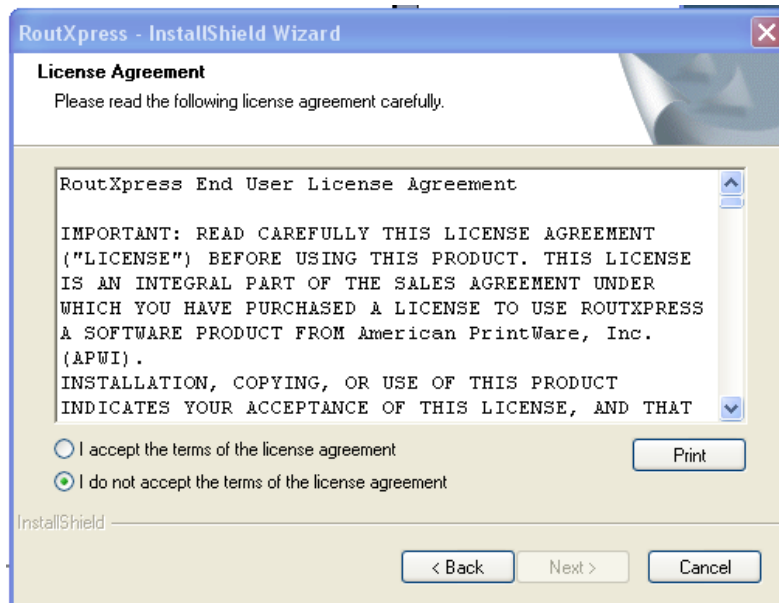 RoutXpress - InstallShield Wizard
License Agreement
Please read the following license agreement carefully.
RoutXpress End User License Agreement
IMPORTANT: READ CAREFULLY THIS LICENSE AGREEMENT
("LICENSE") BEFORE USING THIS PRODUCT. THIS LICENSE
IS AN INTEGRAL PART OF THE SALES AGREEMENT UNDER
WHICH YOU HAVE PURCHASED A LICENSE TO USE ROUTXPRESS
A SOFTWARE PRODUCT FROM American PrintWare, Inc.
(APWI).
INSTALLATION, COPYING, OR USE OF THIS PRODUCT
INDICATES YOUR ACCEPTANCE OF THIS LICENSE, AND THAT
I accept the terms of the license agreement
Print
I do not accept the terms of the license agreement
InstallShield
< Back Next > Cancel